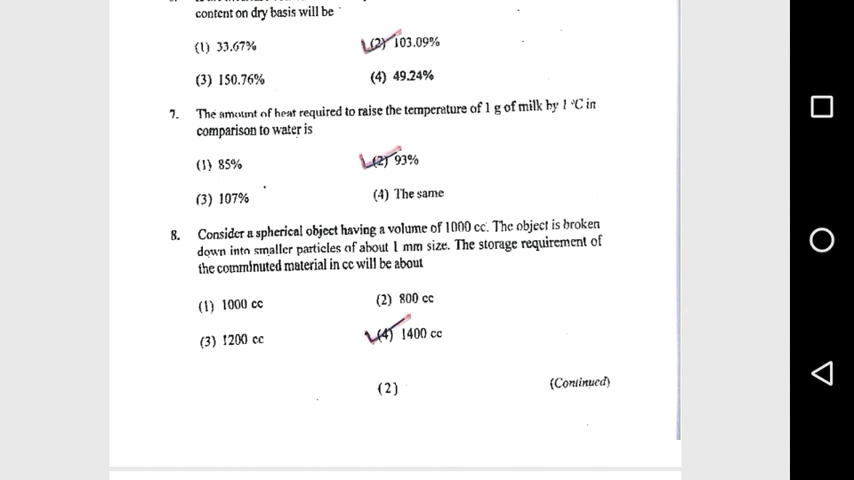 content on dry basis will be
(1) 33.67%
(2) 103.09%
(3) 150.76%
(4) 49.24%
7. The amount of heat required to raise the temperature of 1 g of milk by 1 °C in
comparison to water is
(1) 85%
(2) 93%
(3) 107%
(4) The same
8. Consider a spherical object having a volume of 1000 cc. The object is broken
down into smaller particles of about 1 mm size. The storage requirement of
the comminuted material in cc will be about
(1) 1000 cc
(2) 800 cc
(3) 1200 cc
(4) 1400 cc
(2)
(Continued)